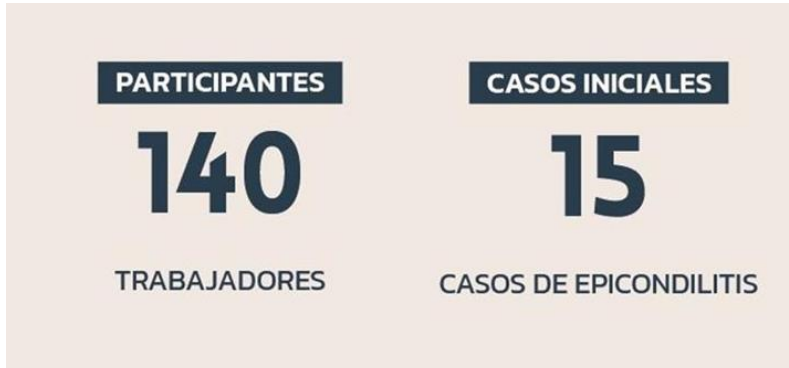 PARTICIPANTES
140
TRABAJADORES
CASOS INICIALES
15
CASOS DE EPICONDILITIS